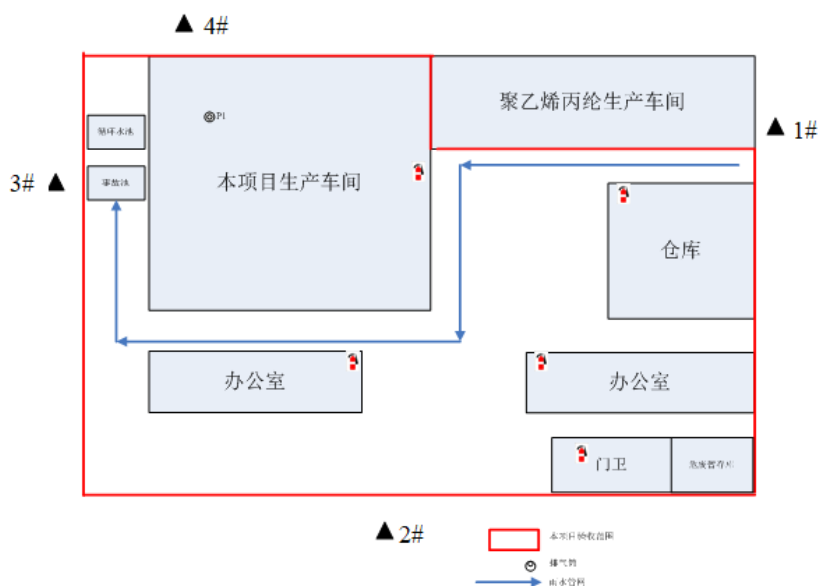 ▲ 4#
聚乙烯丙纶生产车间
▲ 1#
循环水池
P1
3# ▲
事故池
本项目生产车间
仓库
办公室
办公室
门卫
危废暂存库
▲ 2#
本项目验收范围
排气筒
雨水管网